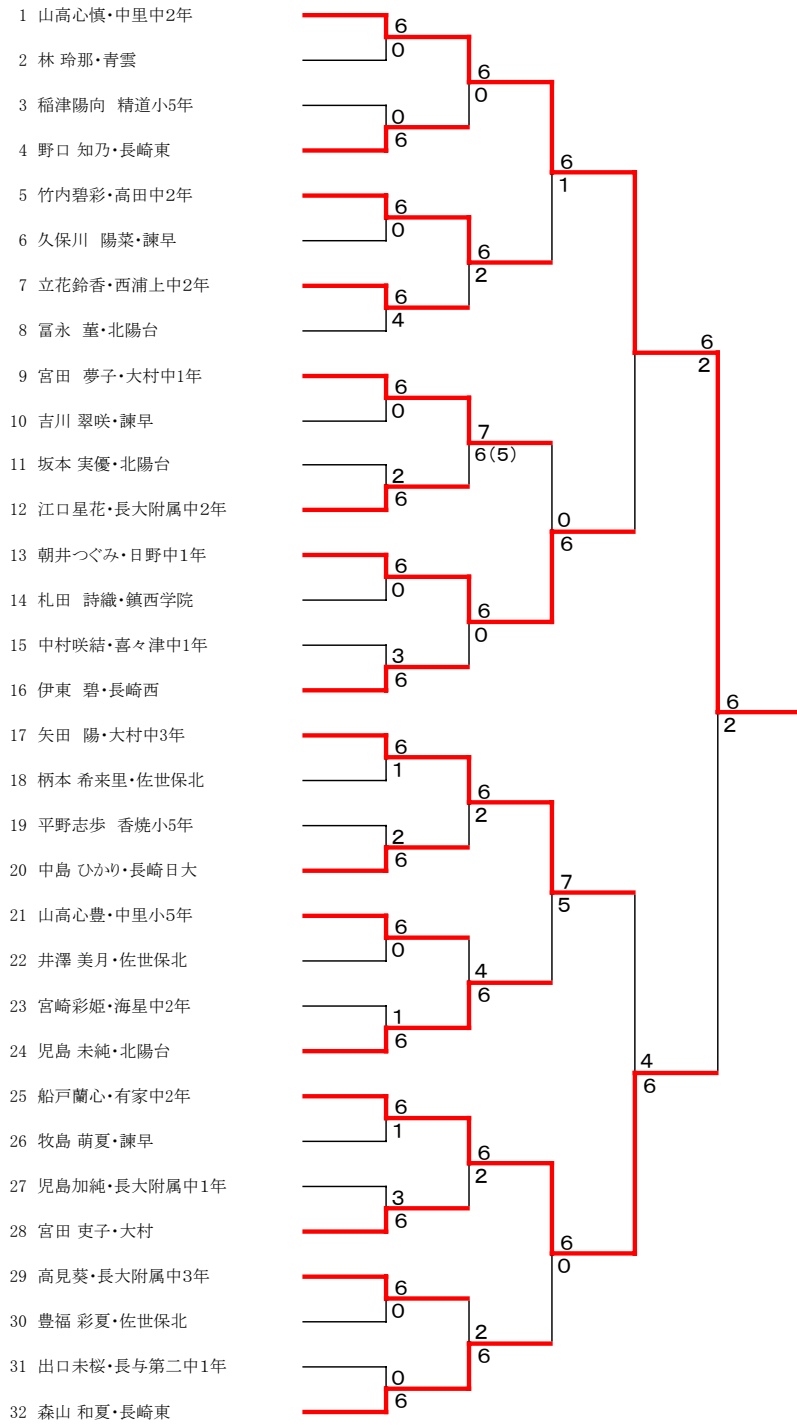 1 山高心慎・中里中2年
2 林 玲那・青雲
3 稲津陽向 精道小5年
4 野口 知乃・長崎東
5 竹内碧彩・高田中2年
6 久保川 陽菜・諫早
7 立花鈴香・西浦上中2年
8 冨永 菫・北陽台
9 宮田 夢子・大村中1年
10 吉川 翠咲・諫早
11 坂本 実優・北陽台
12 江口星花・長大附属中2年
13 朝井つぐみ・日野中1年
14 札田 詩織・鎮西学院
15 中村咲結・喜々津中1年
16 伊東 碧・長崎西
17 矢田 陽・大村中3年
18 柄本 希来里・佐世保北
19 平野志歩 香焼小5年
20 中島 ひかり・長崎日大
21 山高心豊・中里小5年
22 井澤 美月・佐世保北
23 宮崎彩姫・海星中2年
24 児島 未純・北陽台
25 船戸蘭心・有家中2年
26 牧島 萌夏・諫早
27 児島加純・長大附属中1年
28 宮田 吏子・大村
29 高見葵・長大附属中3年
30 豊福 彩夏・佐世保北
31 出口未桜・長与第二中1年
32 森山 和夏・長崎東
6
0
0
6
6
0
6
4
6
0
2
6
6
0
3
6
6
1
2
6
6
0
1
6
6
1
3
6
6
0
0
6
6
0
6
2
7
6(5)
6
0
6
2
4
6
6
2
2
6
6
1
0
6
7
5
6
0
6
2
4
6
6
2